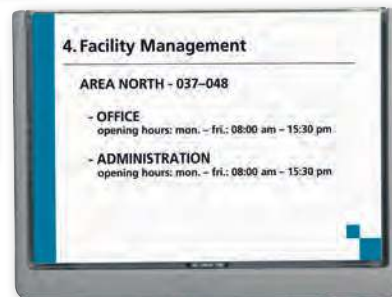 4. Facility Management
AREA NORTH - 037–048
- OFFICE
opening hours: mon. – fri.: 08:00 am – 15:30 pm
- ADMINISTRATION
opening hours: mon. – fri.: 08:00 am – 15:30 pm